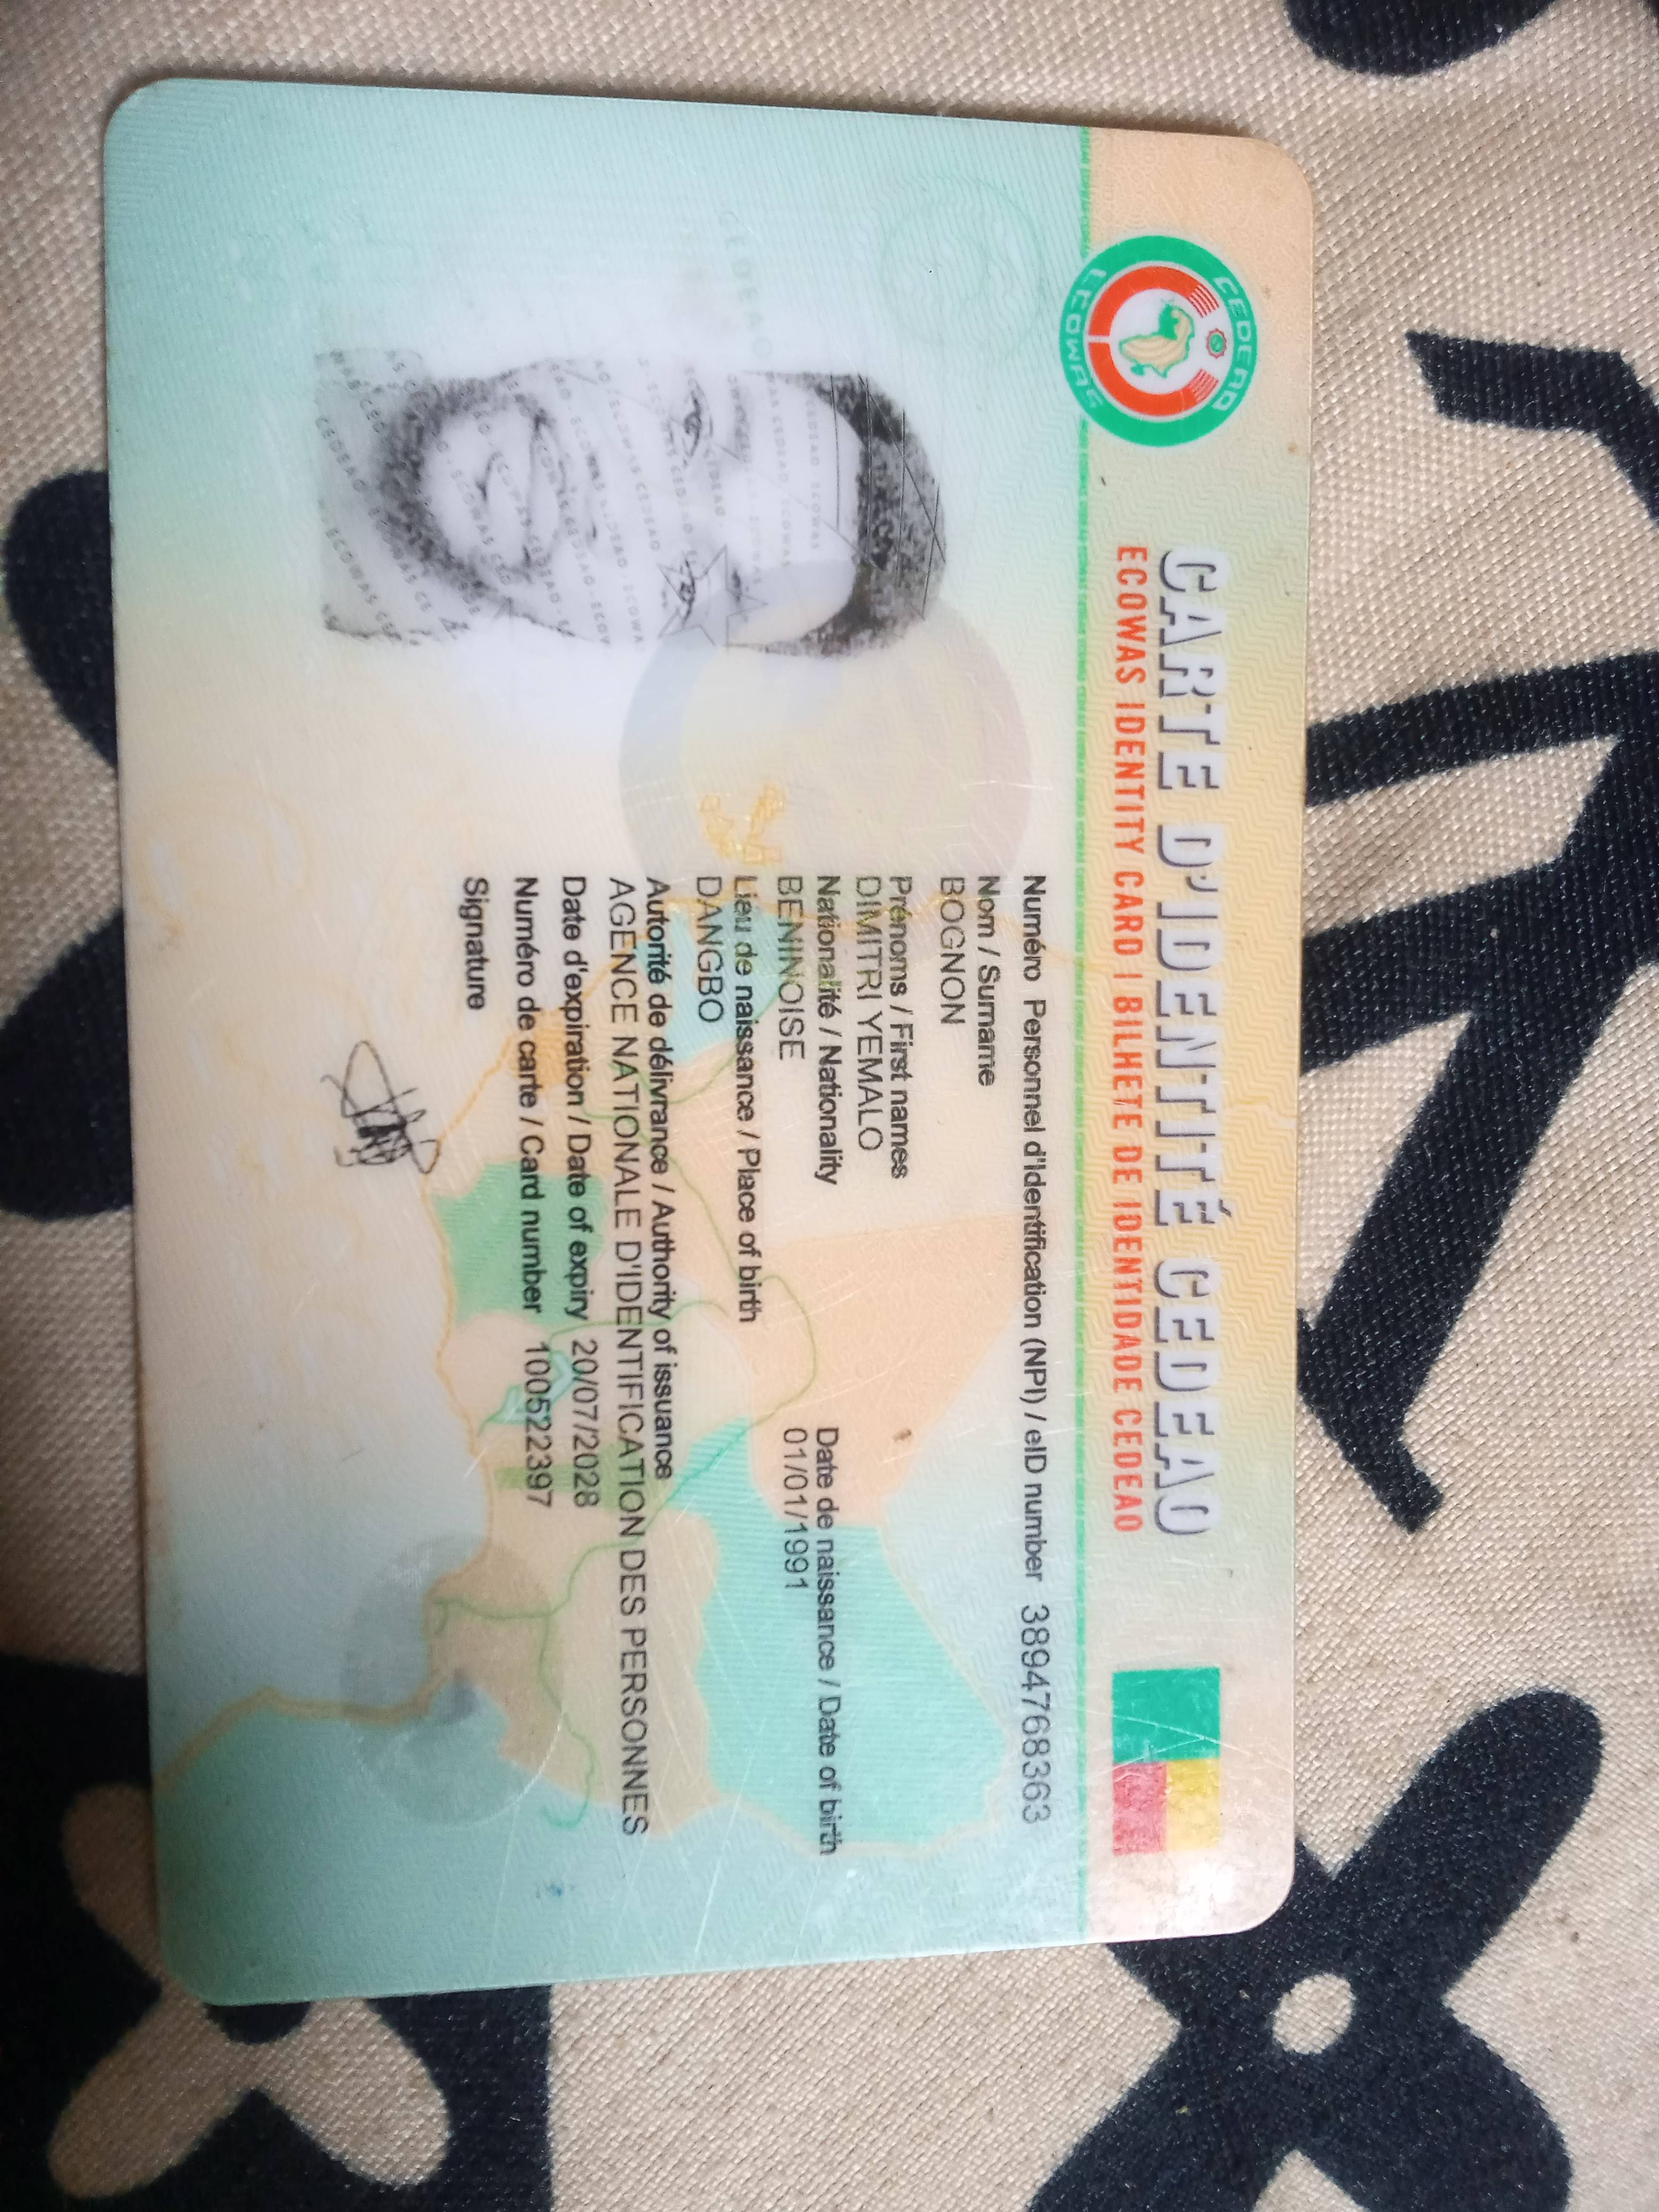 CEDEAO
ECOWAS
CARTE D'IDENTITÉ CEDEAO
ECOWAS IDENTITY CARD | BILHETE DE IDENTIDADE CEDEAO
Numéro Personnel d'Identification (NPI) / eID number 3894768363
Nom / Surname
BOGNON
Prénoms / First names
DIMITRI YEMALO
Nationalité / Nationality
BENINOISE
Date de naissance / Date of birth
01/01/1991
Lieu de naissance / Place of birth
DANGBO
Autorité de délivrance / Authority of issuance
AGENCE NATIONALE D'IDENTIFICATION DES PERSONNES
Date d'expiration / Date of expiry 20/07/2028
Numéro de carte / Card number 100522397
Signature